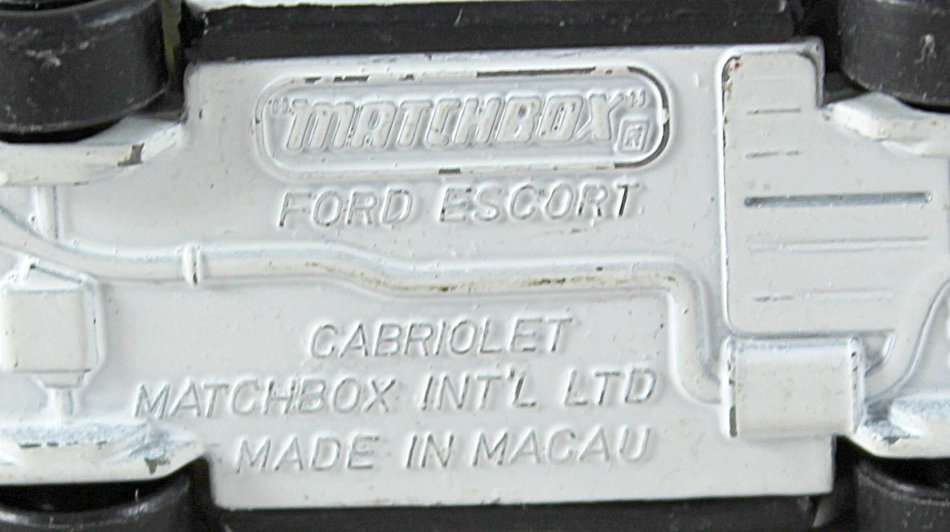 "MATCHBOX" ®
FORD ESCORT
CABRIOLET
MATCHBOX INT'L LTD
MADE IN MACAU